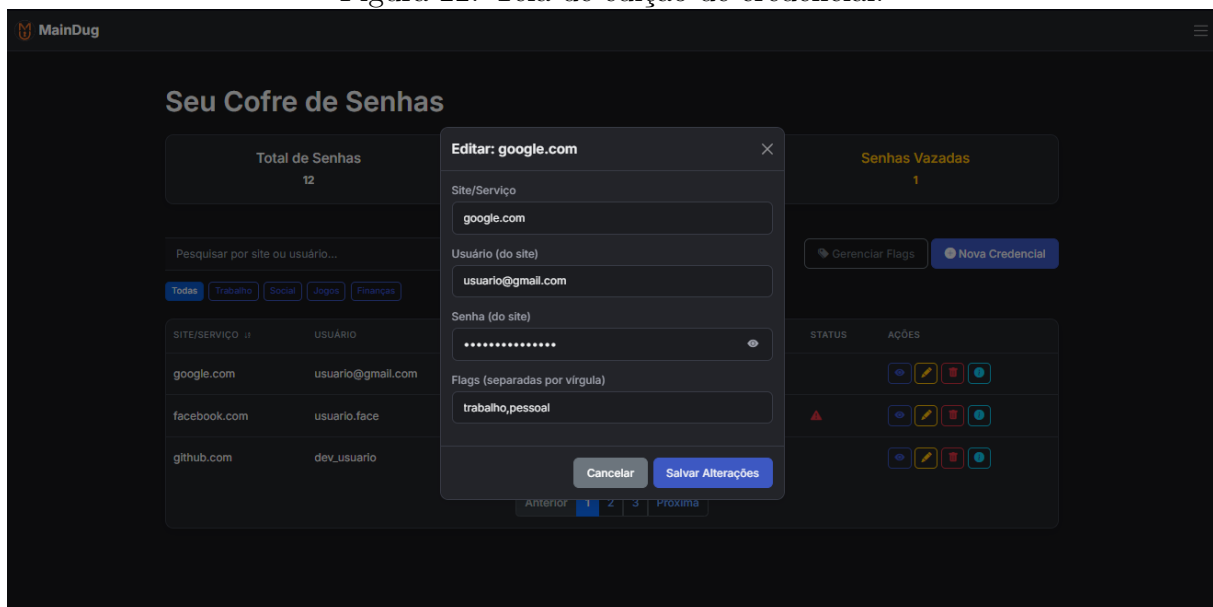 MainDug
Seu Cofre de Senhas
Total de Senhas
12
Senhas Vazadas
1
Pesquisar por site ou usuário...
Gerenciar Flags
Nova Credencial
Todas Trabalho Social Jogos Finanças
SITE/SERVIÇO USUÁRIO STATUS AÇÕES
google.com usuario@gmail.com
facebook.com usuario.face
github.com dev_usuario
Anterior 1 2 3 Próxima
Editar: google.com
Site/Serviço
google.com
Usuário (do site)
usuario@gmail.com
Senha (do site)
•••••••••••••••
Flags (separadas por vírgula)
trabalho,pessoal
Cancelar Salvar Alterações